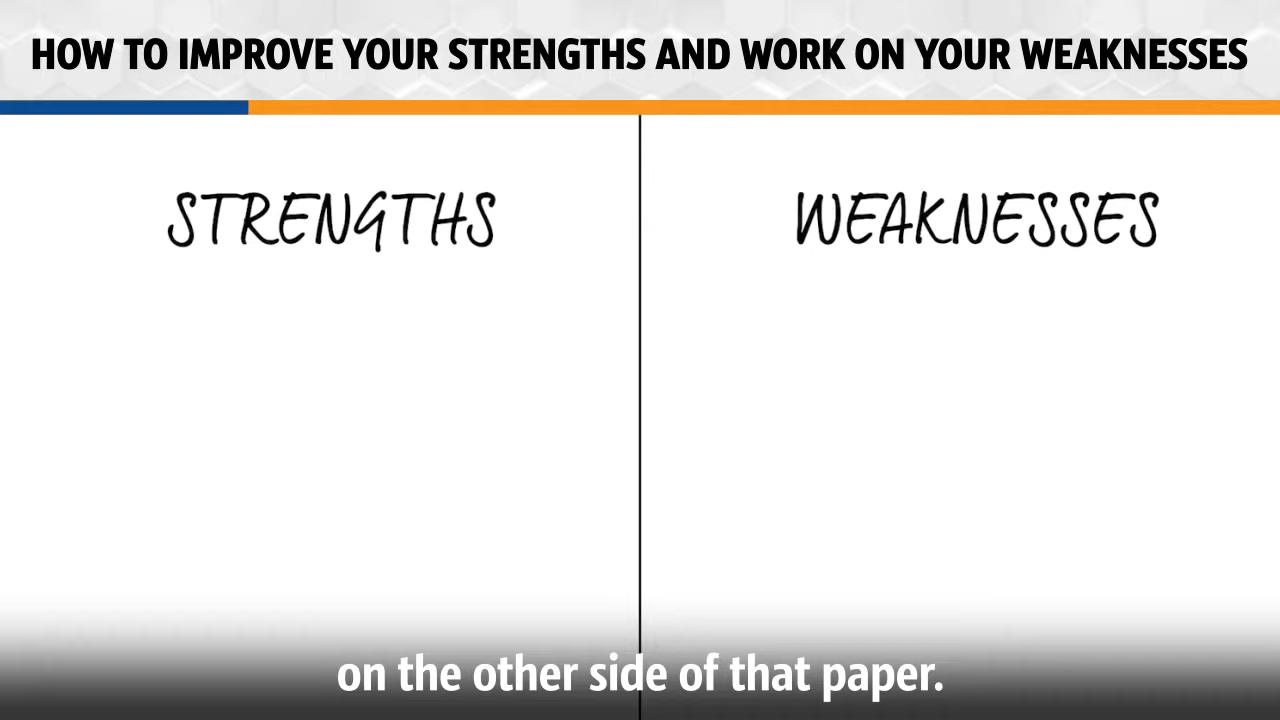 HOW TO IMPROVE YOUR STRENGTHS AND WORK ON YOUR WEAKNESSES
STRENGTHS
WEAKNESSES
on the other side of that paper.